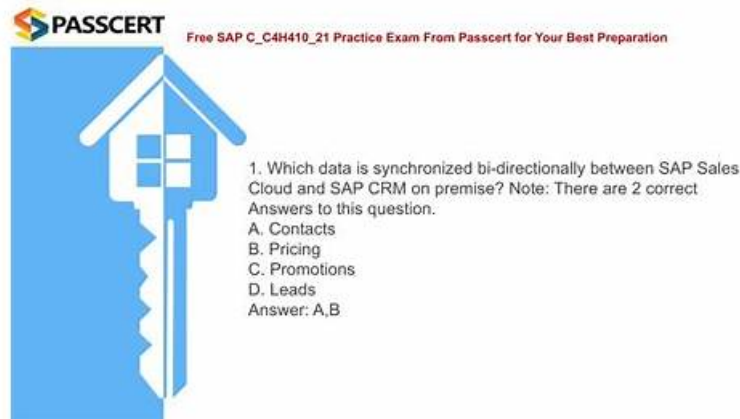 PASSCERT
Free SAP C_C4H410_21 Practice Exam From Passcert for Your Best Preparation
1. Which data is synchronized bi-directionally between SAP Sales
Cloud and SAP CRM on premise? Note: There are 2 correct
Answers to this question.
A. Contacts
B. Pricing
C. Promotions
D. Leads
Answer: A,B